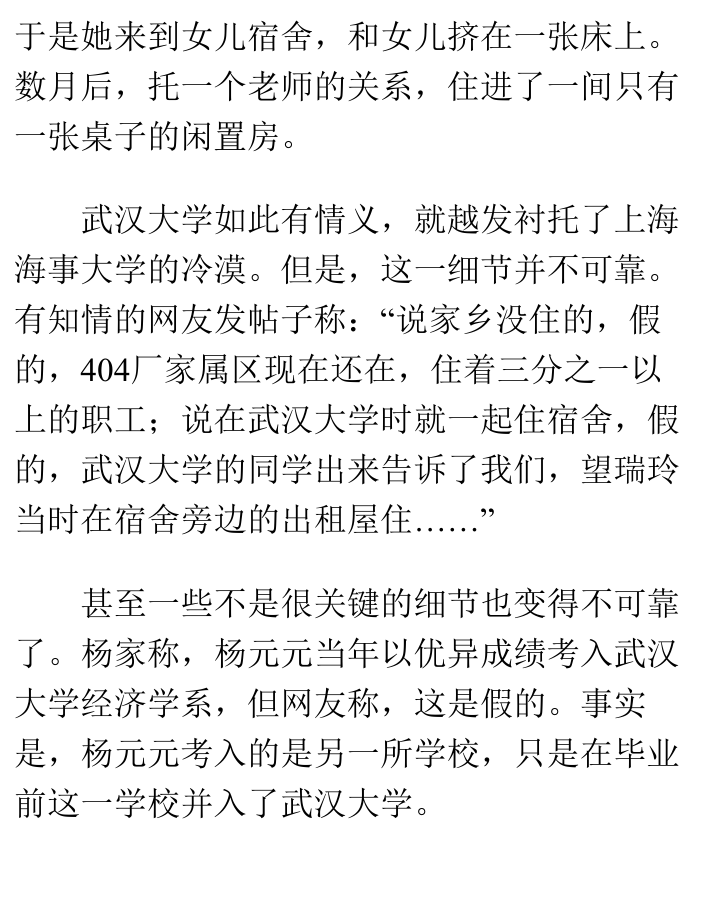 于是她来到女儿宿舍，和女儿挤在一张床上。
数月后，托一个老师的关系，住进了一间只有
一张桌子的闲置房。
武汉大学如此有情义，就越发衬托了上海
海事大学的冷漠。但是，这一细节并不可靠。
有知情的网友发帖子称：“说家乡没住的，假
的，404厂家属区现在还在，住着三分之一以
上的职工；说在武汉大学时就一起住宿舍，假
的，武汉大学的同学出来告诉了我们，望瑞玲
当时在宿舍旁边的出租屋住……”
甚至一些不是很关键的细节也变得不可靠
了。杨家称，杨元元当年以优异成绩考入武汉
大学经济学系，但网友称，这是假的。事实
是，杨元元考入的是另一所学校，只是在毕业
前这一学校并入了武汉大学。